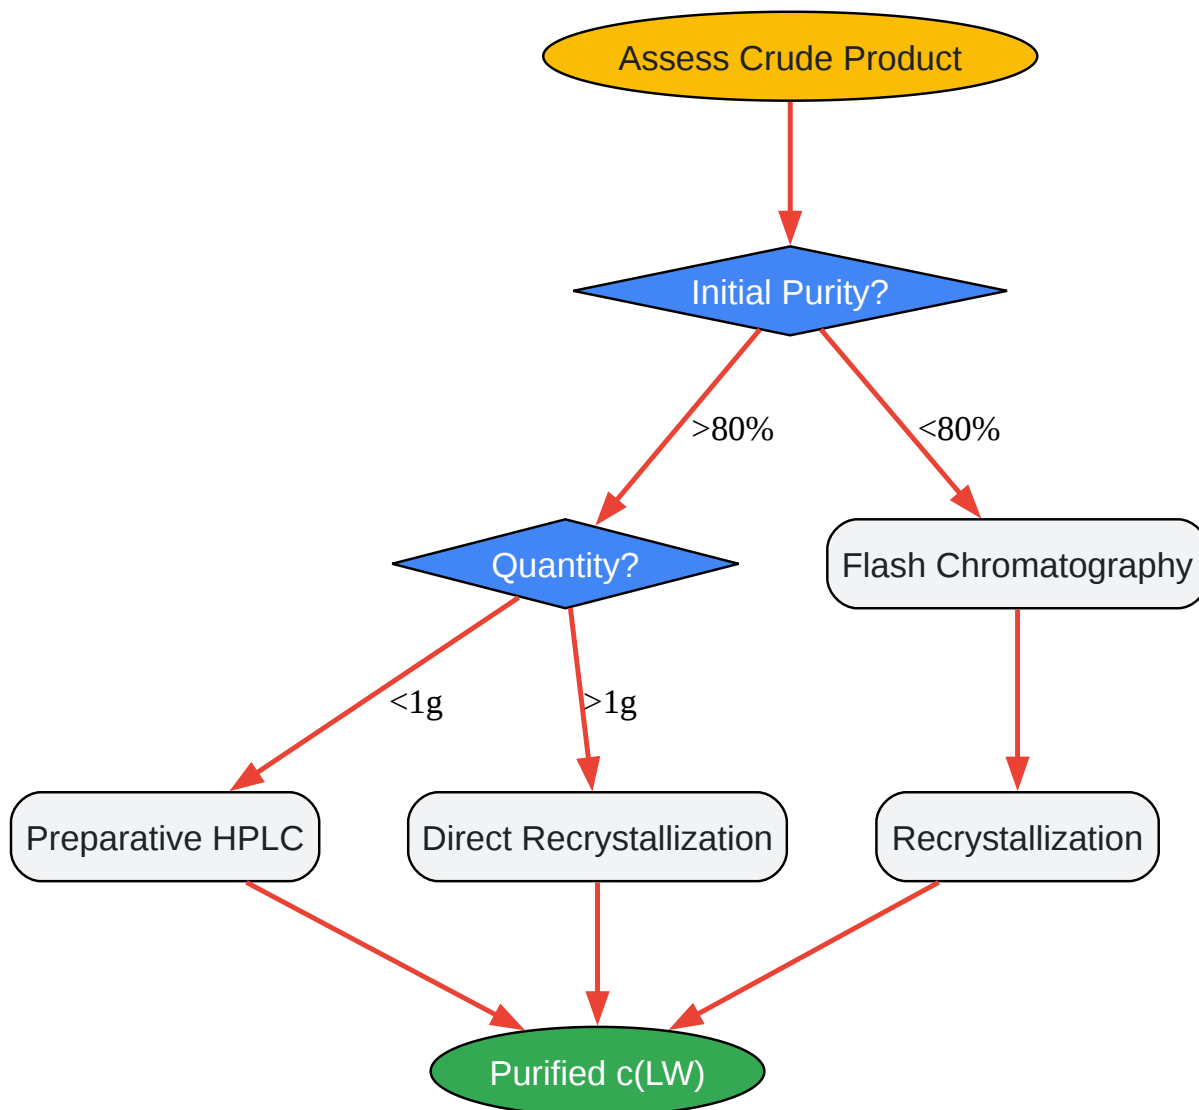 Assess Crude Product
Initial Purity?
>80%
<80%
Quantity?
Flash Chromatography
<1g
>1g
Preparative HPLC
Direct Recrystallization
Recrystallization
Purified c(LW)